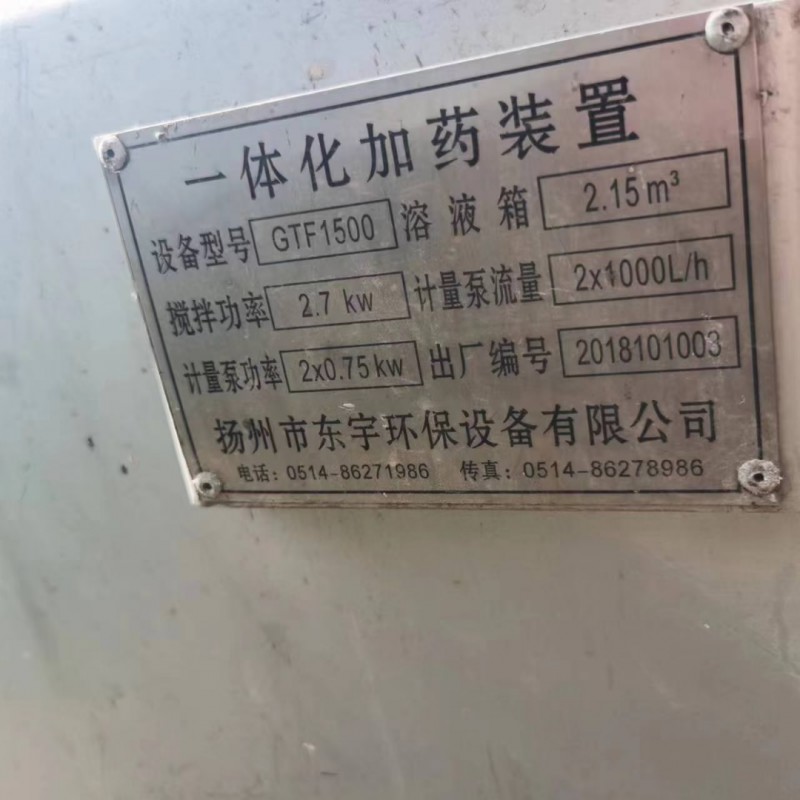 一体化加药装置
设备型号 GTF1500 溶液箱 2.15m³
搅拌功率 2.7 kw 计量泵流量 2x1000L/h
计量泵功率 2x0.75kw 出厂编号 2018101003
扬州市东宇环保设备有限公司
电话：0514-86271986 传真：0514-86278986